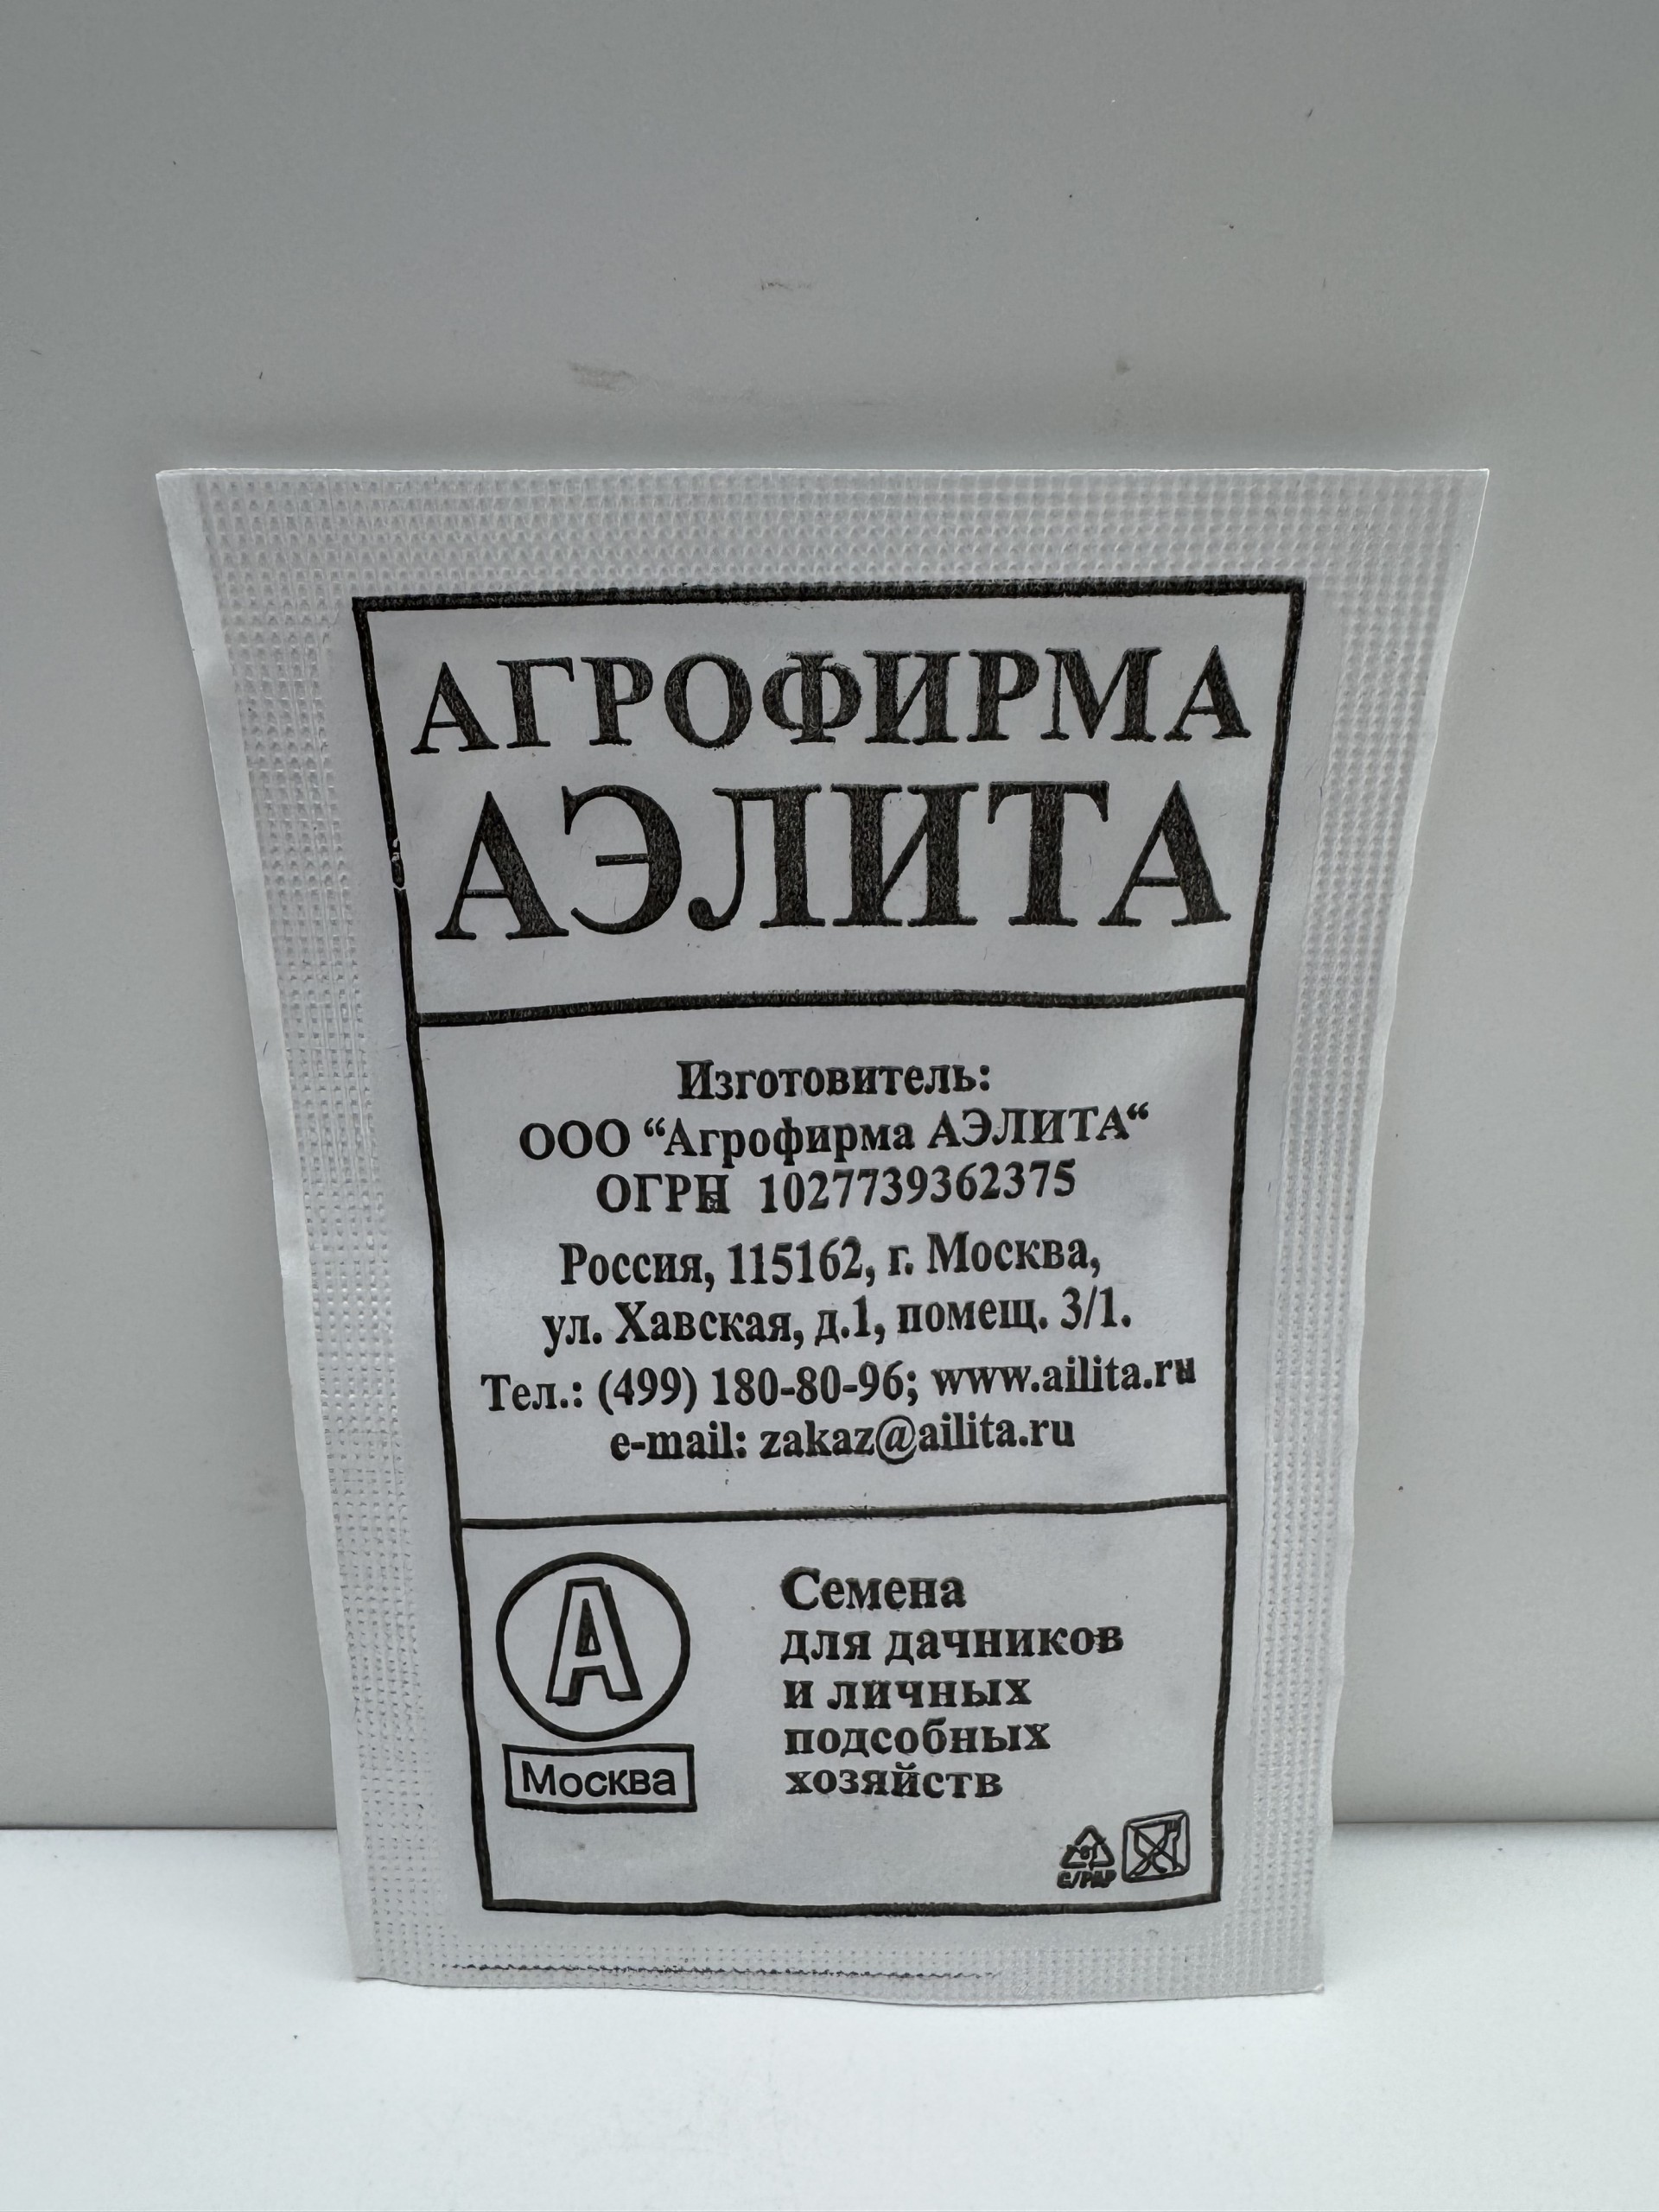 АГРОФИРМА
АЭЛИТА
Изготовитель:
ООО “Агрофирма АЭЛИТА“
ОГРН 1027739362375
Россия, 115162, г. Москва,
ул. Хавская, д.1, помещ. 3/1.
Тел.: (499) 180-80-96; www.ailita.ru
e-mail: zakaz@ailita.ru
А
Москва
Семена
для дачников
и личных
подсобных
хозяйств
C/PAP